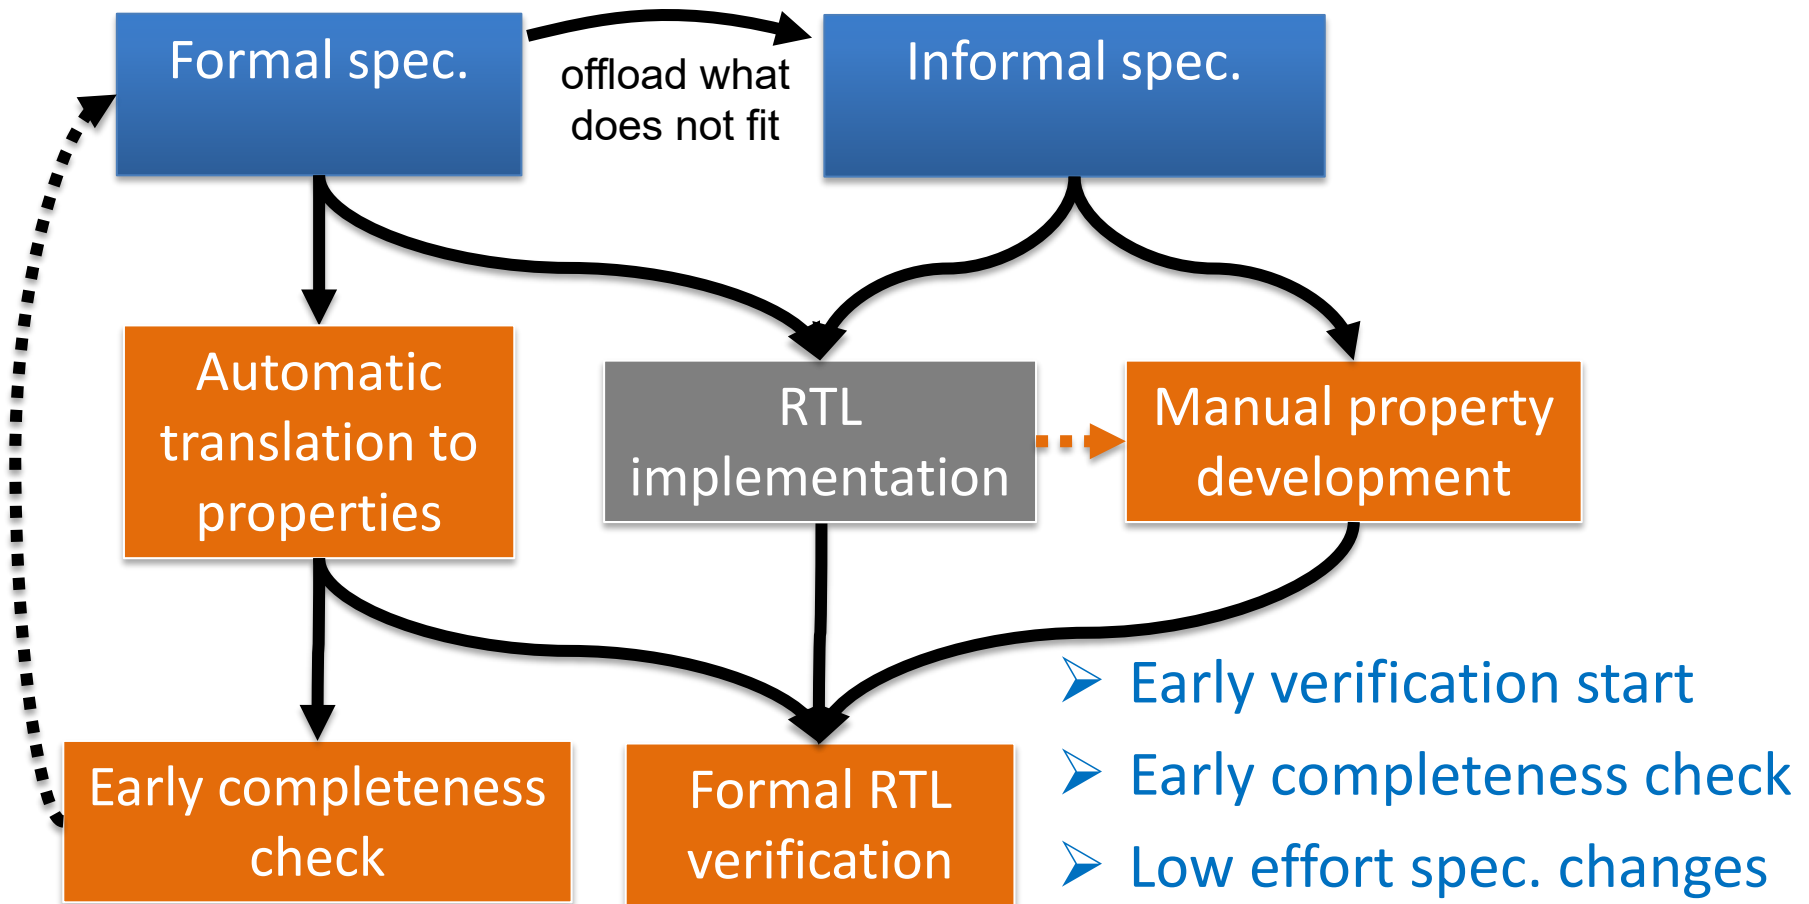 Formal spec.
offload what
does not fit
Informal spec.
Automatic
translation to
properties
RTL
implementation
Manual property
development
Early completeness
check
Formal RTL
verification
Early verification start
Early completeness check
Low effort spec. changes